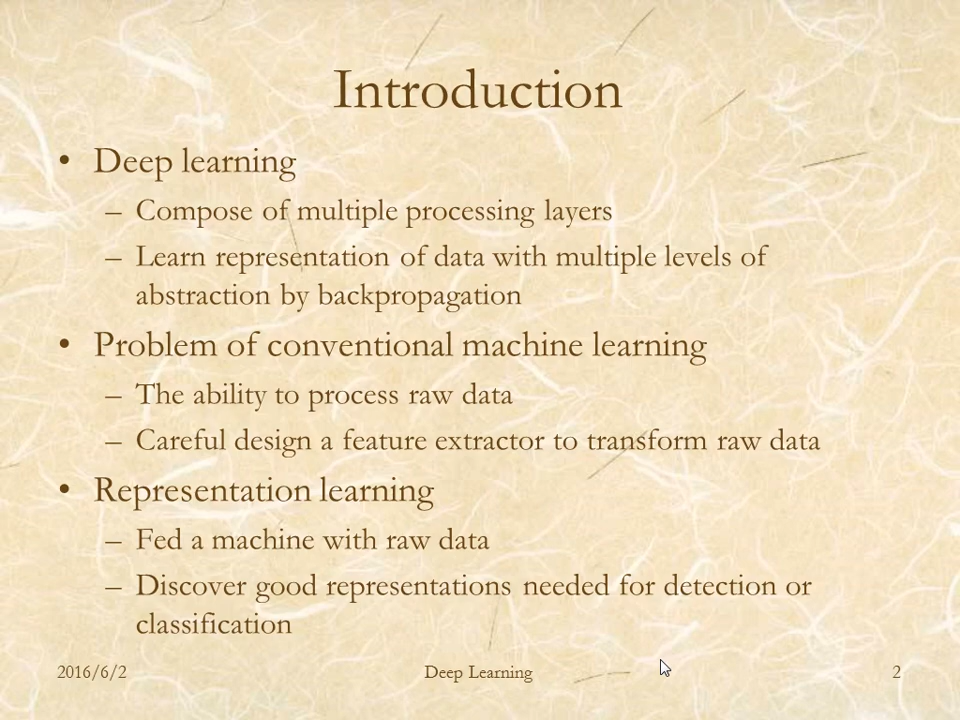 Introduction
• Deep learning
– Compose of multiple processing layers
– Learn representation of data with multiple levels of
abstraction by backpropagation
• Problem of conventional machine learning
– The ability to process raw data
– Careful design a feature extractor to transform raw data
• Representation learning
– Fed a machine with raw data
– Discover good representations needed for detection or
classification
2016/6/2 Deep Learning 2